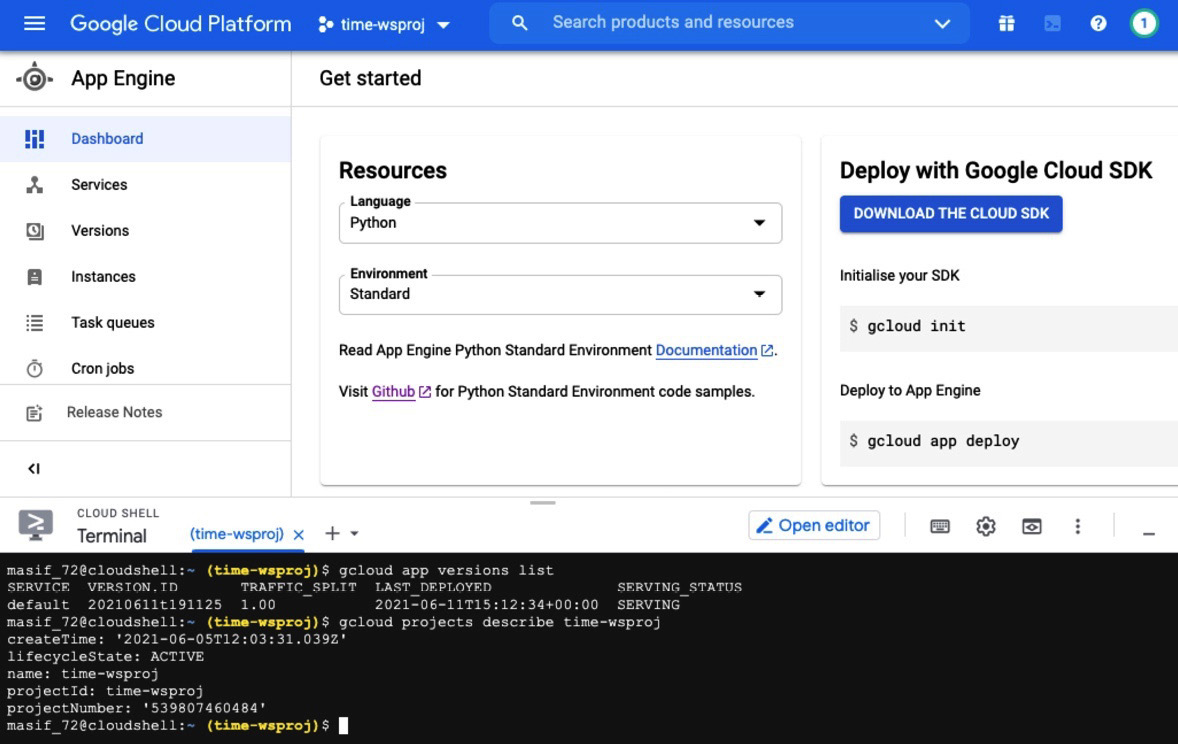 Google Cloud Platform
time-wsproj
Search products and resources
1
App Engine
Get started
Dashboard
Services
Versions
Instances
Task queues
Cron jobs
Release Notes
Resources
Language
Python
Environment
Standard
Read App Engine Python Standard Environment Documentation.
Visit Github for Python Standard Environment code samples.
Deploy with Google Cloud SDK
DOWNLOAD THE CLOUD SDK
Initialise your SDK
$ gcloud init
Deploy to App Engine
$ gcloud app deploy
CLOUD SHELL
Terminal
(time-wsproj)
Open editor
masif_72@cloudshell:~ (time-wsproj)$ gcloud app versions list
SERVICE VERSION.ID TRAFFIC_SPLIT LAST_DEPLOYED SERVING_STATUS
default 20210611t191125 1.00 2021-06-11T15:12:34+00:00 SERVING
masif_72@cloudshell:~ (time-wsproj)$ gcloud projects describe time-wsproj
createTime: '2021-06-05T12:03:31.039Z'
lifecycleState: ACTIVE
name: time-wsproj
projectId: time-wsproj
projectNumber: '539807460484'
masif_72@cloudshell:~ (time-wsproj)$